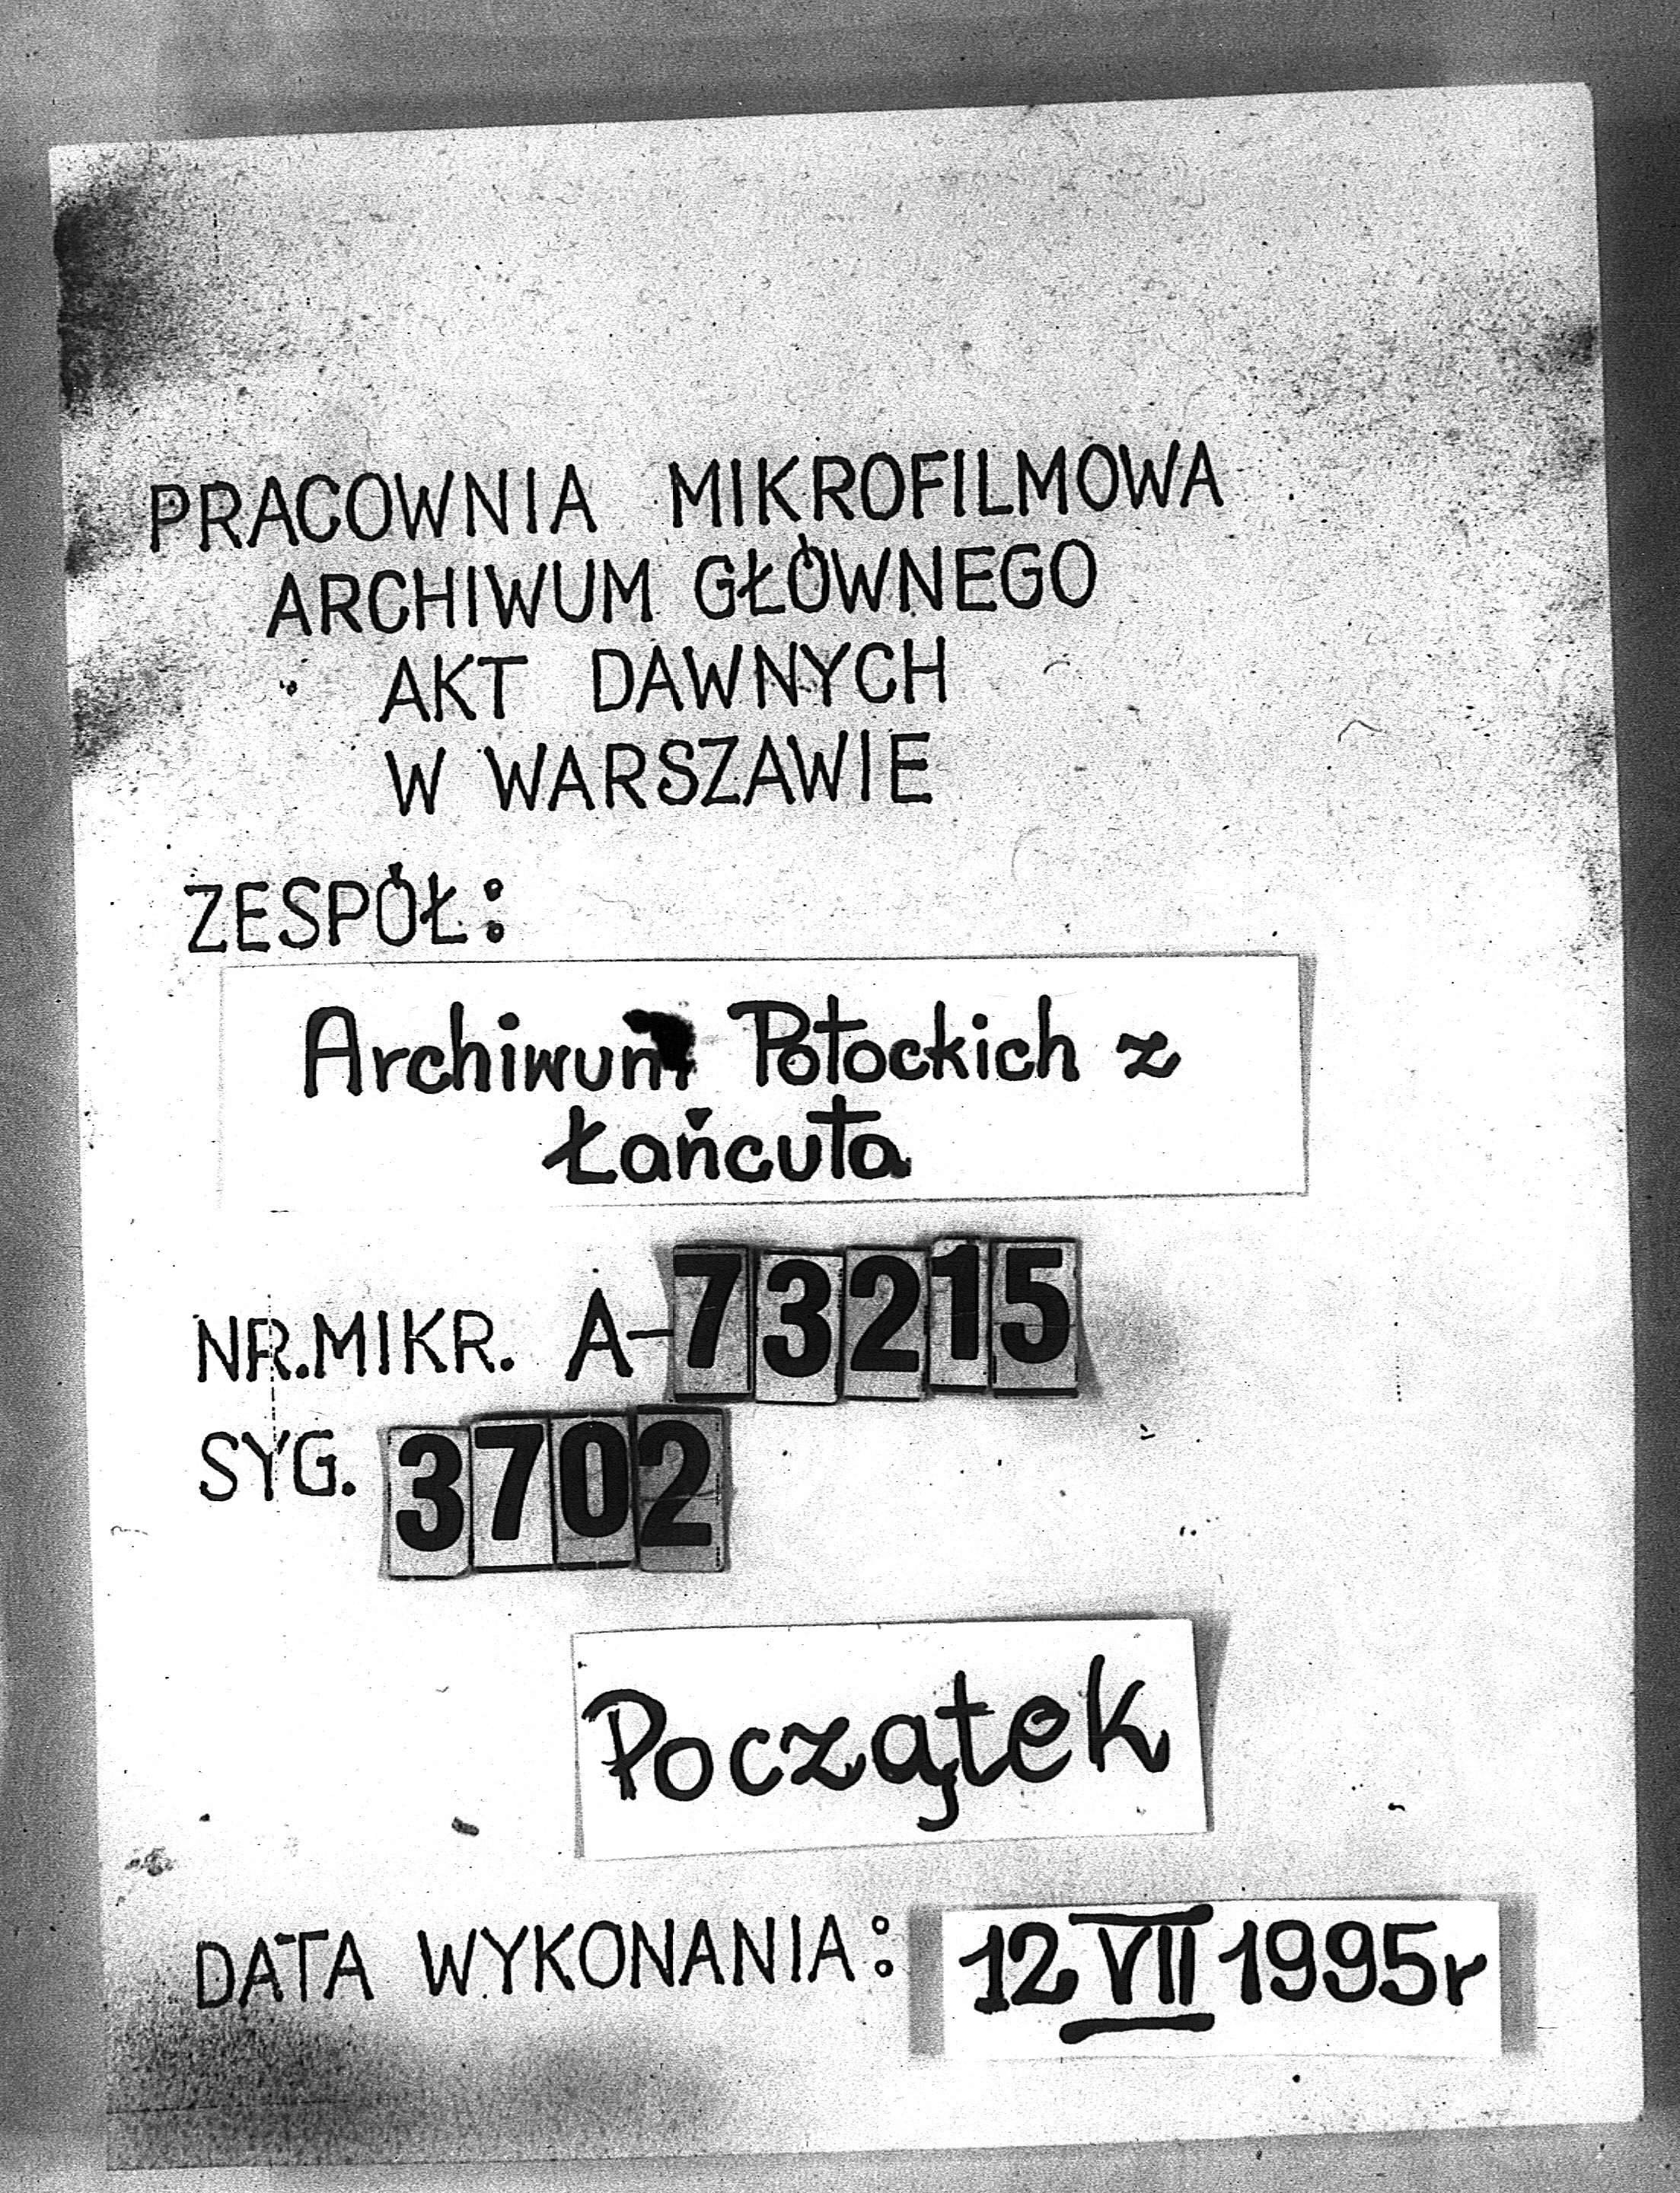 PRACOWNIA MIKROFILMOWA
ARCHIWUM GŁÓWNEGO
AKT DAWNYCH
W WARSZAWIE
ZESPÓŁ:
Archiwum Potockich z
Łańcuta
NR.MIKR. A-73215
SYG. 3702
Początek
DATA WYKONANIA: 12 VII 1995r